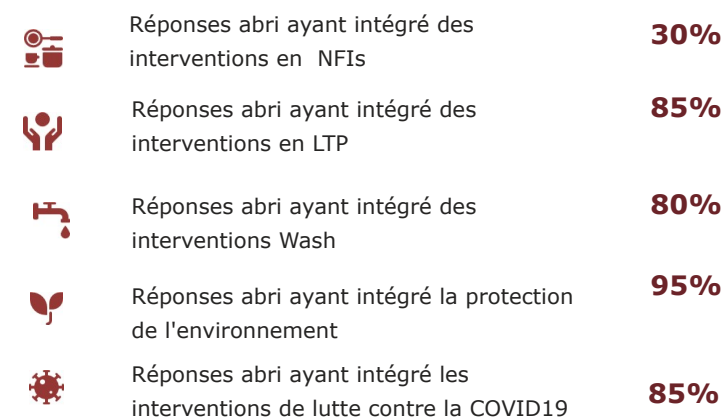 Réponses abri ayant intégré des
interventions en NFIs
30%
Réponses abri ayant intégré des
interventions en LTP
85%
Réponses abri ayant intégré des
interventions Wash
80%
Réponses abri ayant intégré la protection
de l'environnement
95%
Réponses abri ayant intégré les
interventions de lutte contre la COVID19
85%